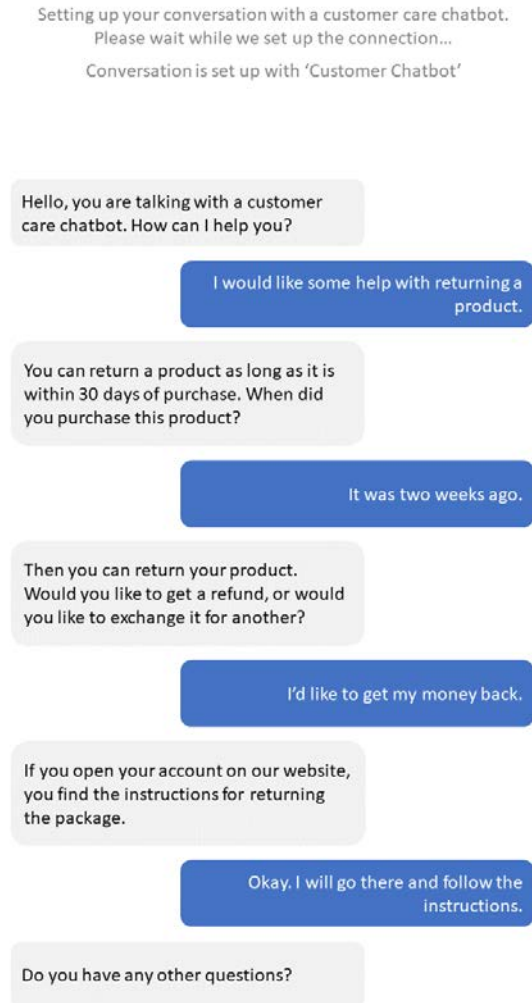 Setting up your conversation with a customer care chatbot.
Please wait while we set up the connection...
Conversation is set up with ‘Customer Chatbot’
Hello, you are talking with a customer
care chatbot. How can I help you?
I would like some help with returning a
product.
You can return a product as long as it is
within 30 days of purchase. When did
you purchase this product?
It was two weeks ago.
Then you can return your product.
Would you like to get a refund, or would
you like to exchange it for another?
I’d like to get my money back.
If you open your account on our website,
you find the instructions for returning
the package.
Okay. I will go there and follow the
instructions.
Do you have any other questions?